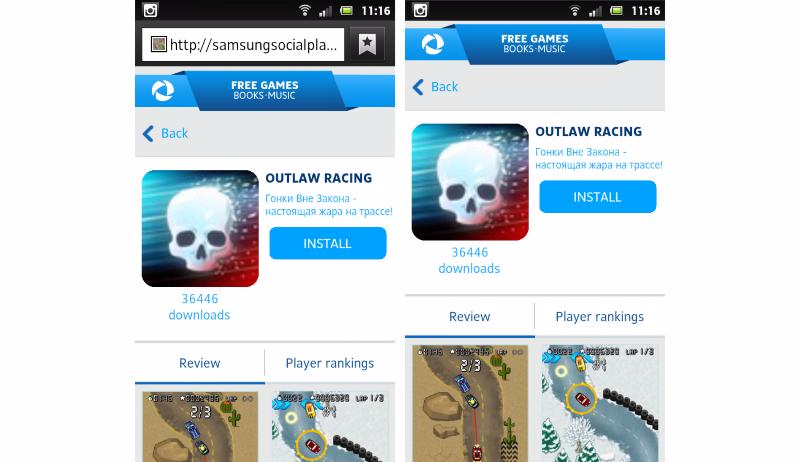 11:16
http://samsungsocialpla...
FREE GAMES
BOOKS·MUSIC
Back
OUTLAW RACING
Гонки Вне Закона -
настоящая жара на трассе!
INSTALL
36446
downloads
Review
Player rankings
2/3
LAP 1/3
#1
11:16
FREE GAMES
BOOKS·MUSIC
Back
OUTLAW RACING
Гонки Вне Закона -
настоящая жара на трассе!
INSTALL
36446
downloads
Review
Player rankings
2/3
LAP 1/3
#1